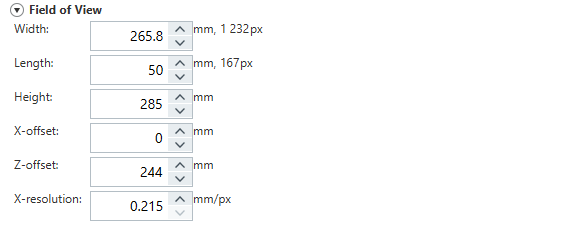 Field of View
Width: 265.8 mm, 1 232px
Length: 50 mm, 167px
Height: 285 mm
X-offset: 0 mm
Z-offset: 244 mm
X-resolution: 0.215 mm/px